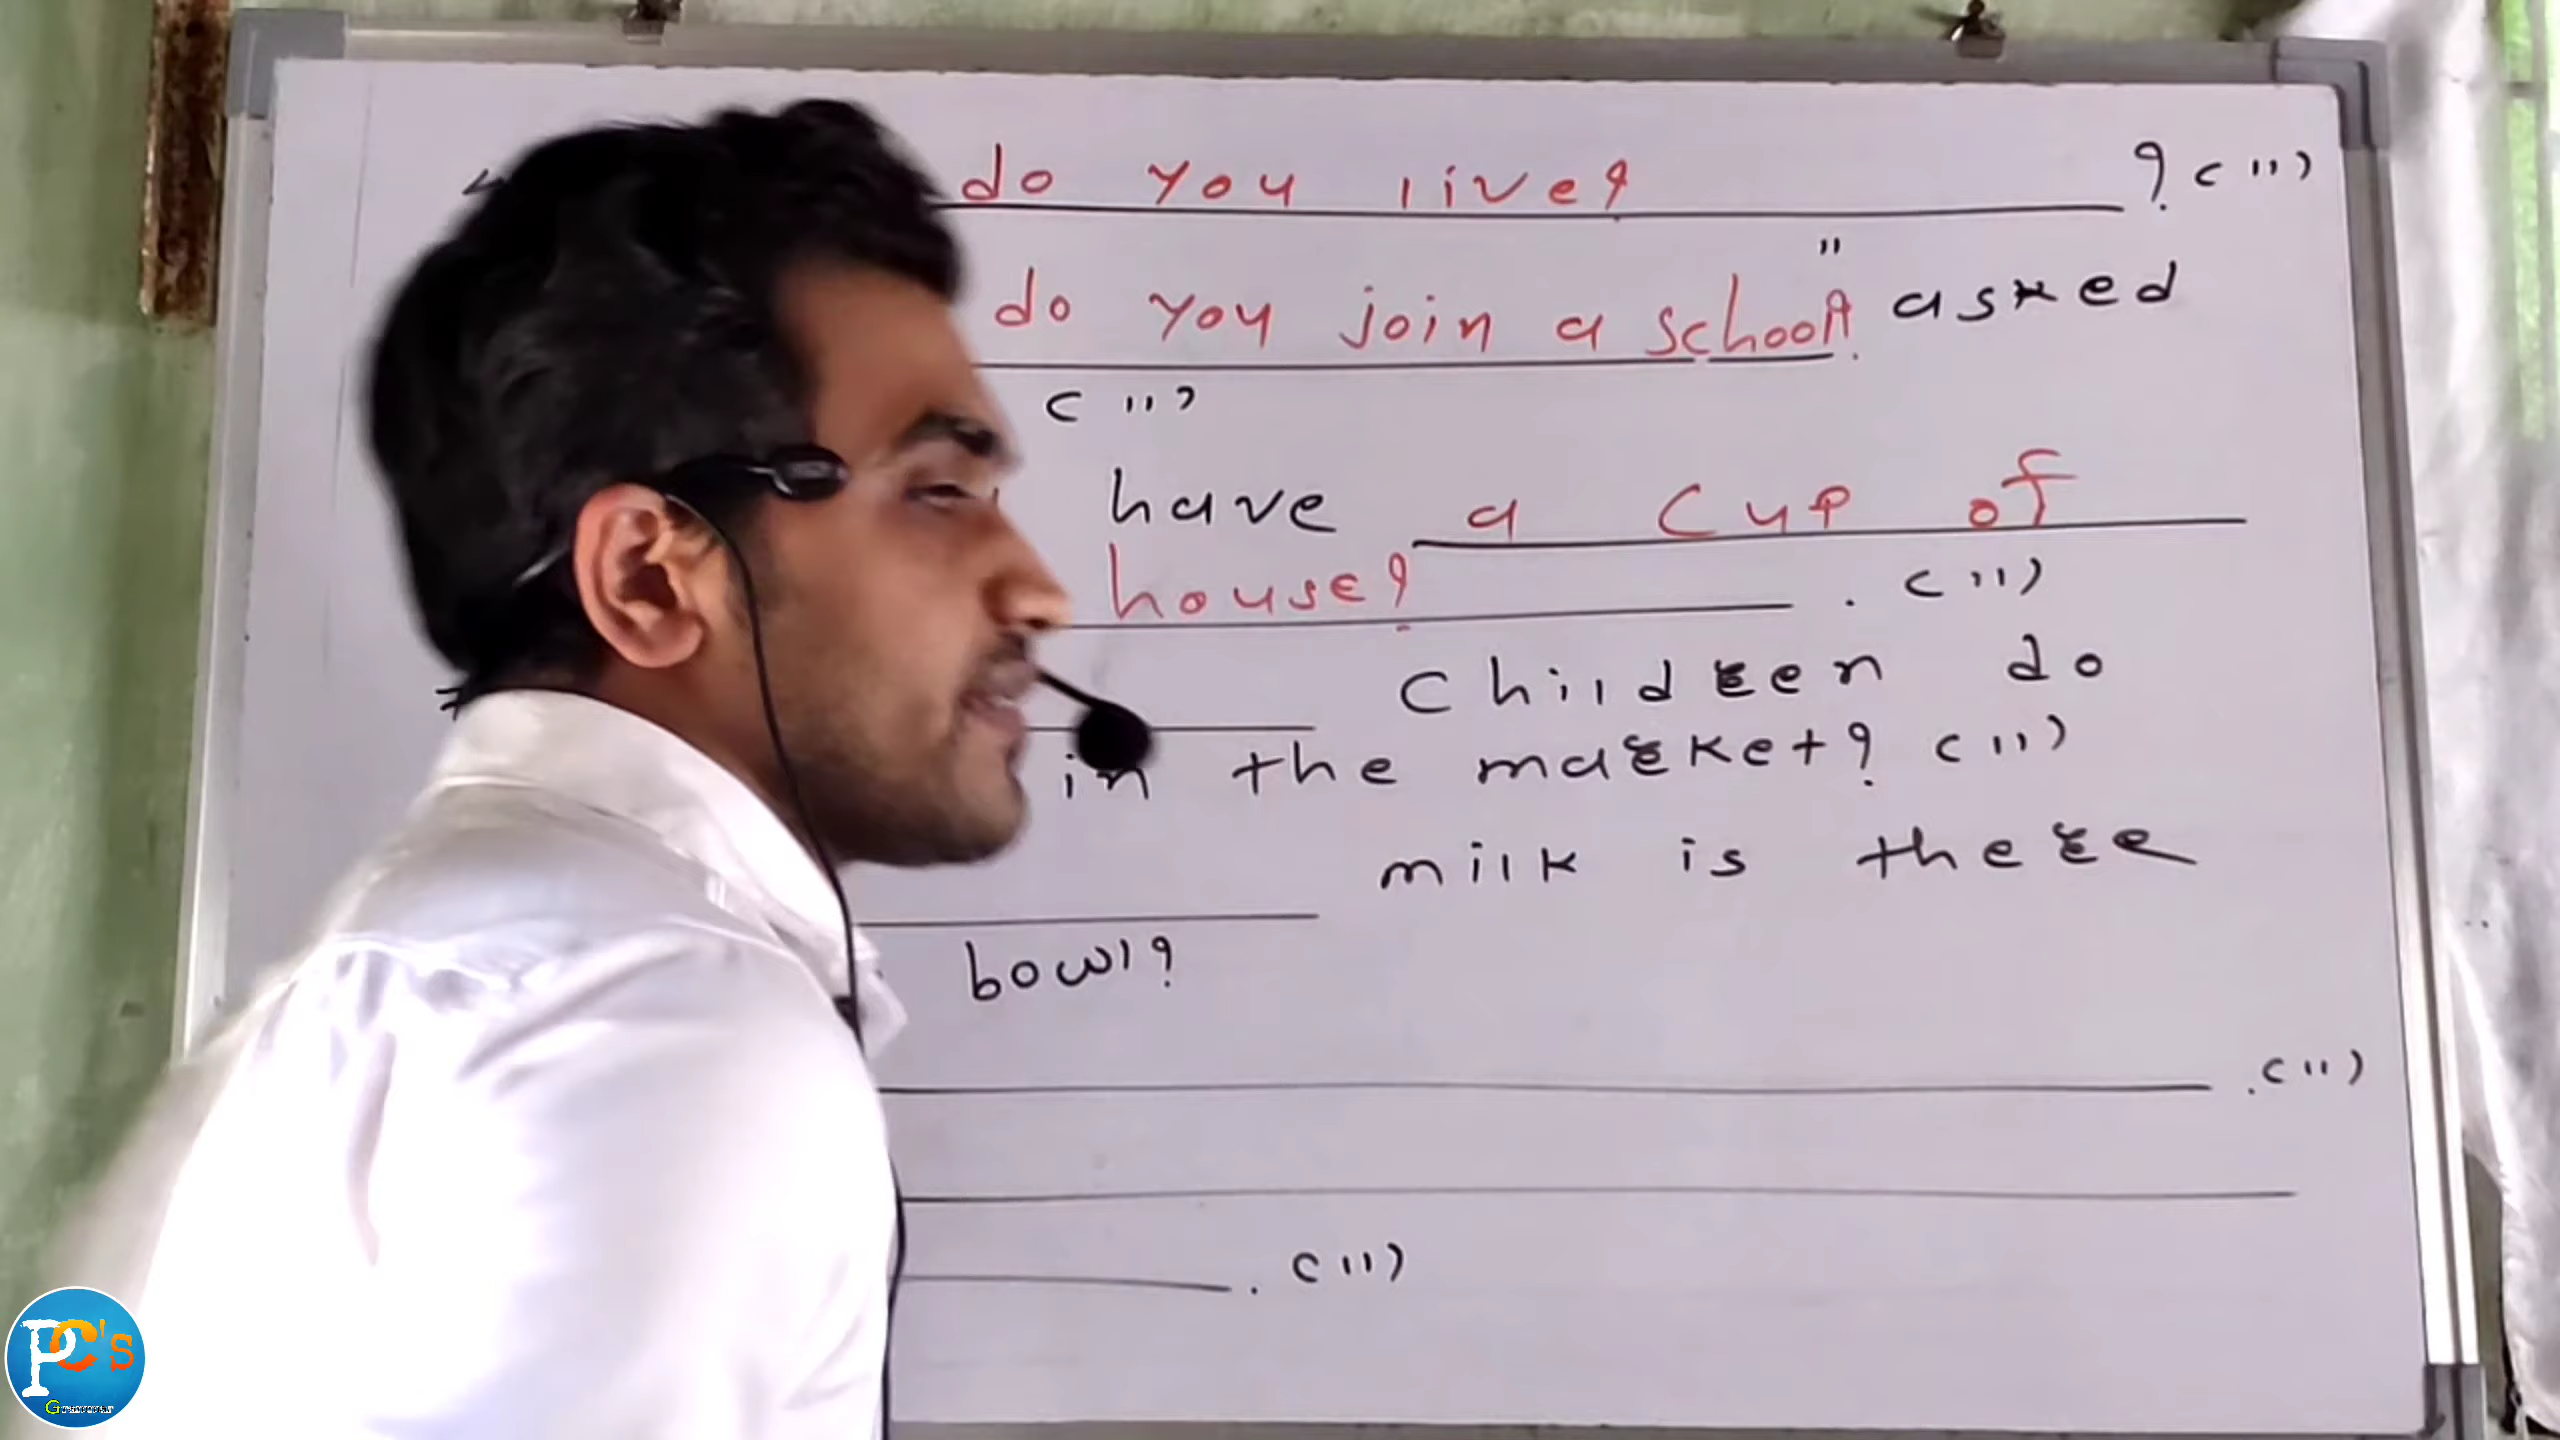 do you live? ? ( " )
do you join a school?" asked
( " )
have a cup of
house? . ( " )
7 children do
in the market? ( " )
milk is there
bowl?
. ( " )
. ( " )
PC's